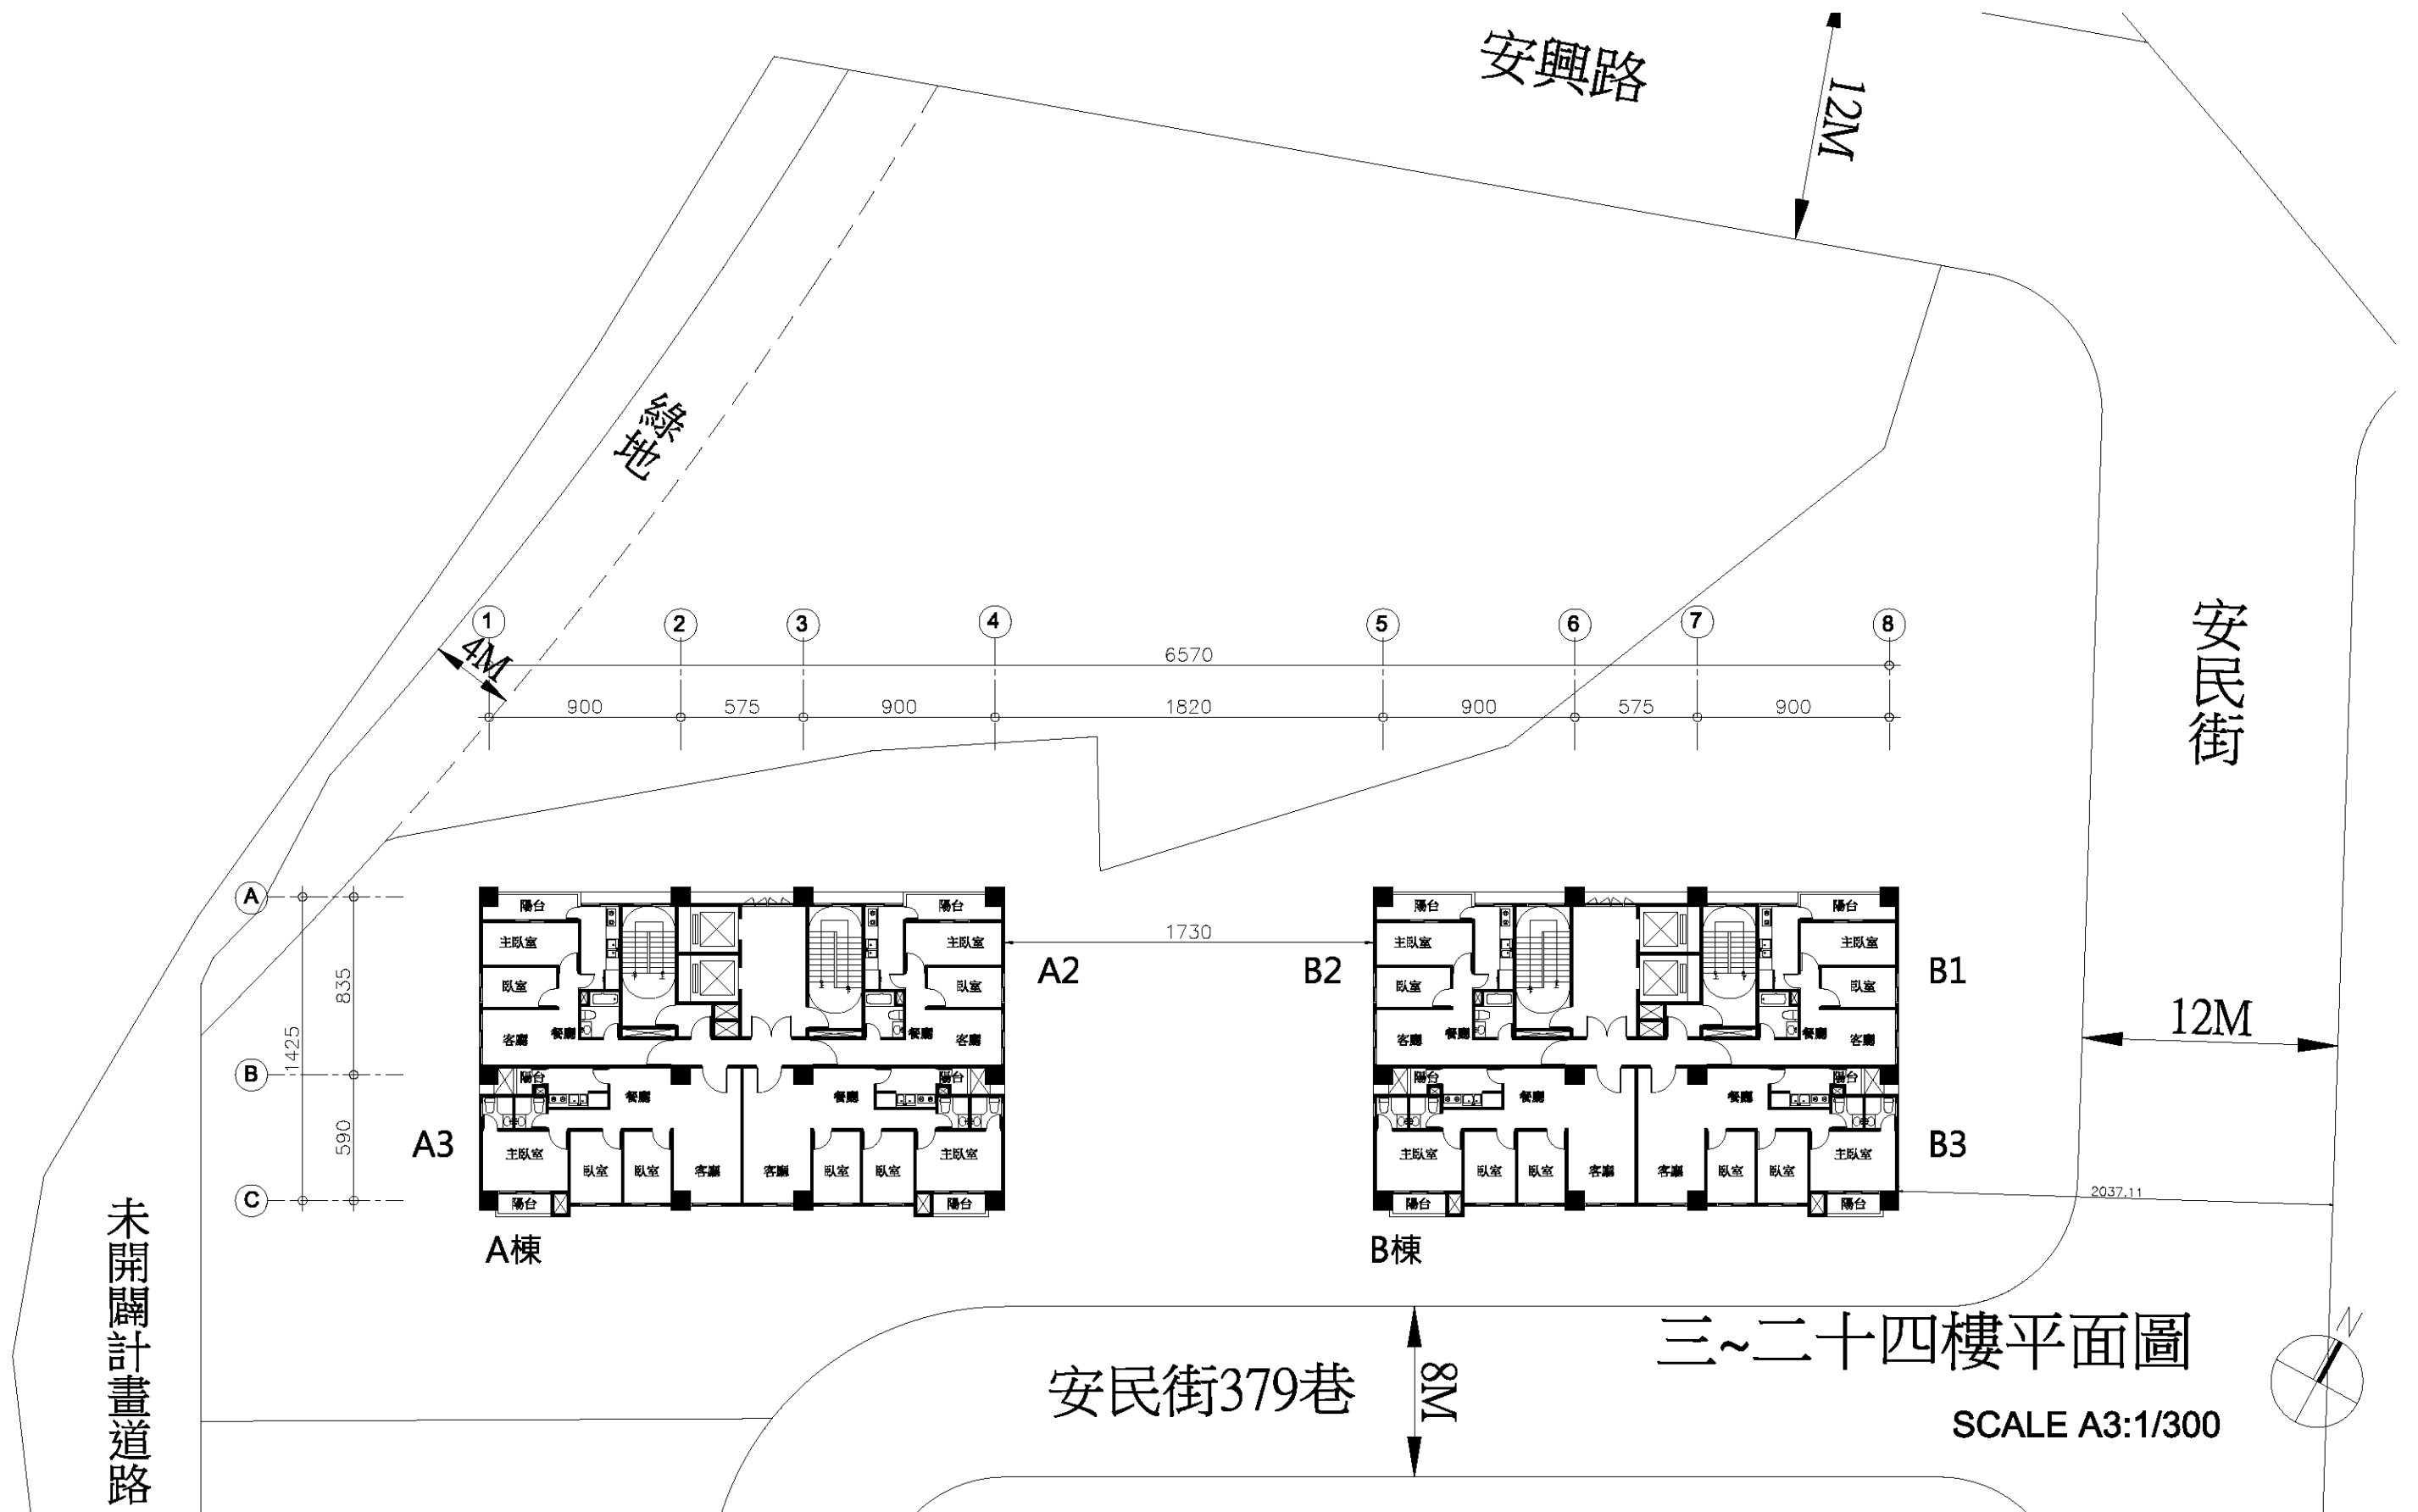 安興路
12M
綠地
1 2 3 4 5 6 7 8
4M
6570
900 575 900 1820 900 575 900
安民街
A
B
C
835
1425
590
陽台 陽台 陽台 陽台
主臥室 主臥室 主臥室 主臥室
1730
A2 B2 B1
臥室 臥室 臥室 臥室
客廳 餐廳 餐廳 客廳 客廳 餐廳 餐廳 客廳
12M
陽台 陽台 陽台 陽台
餐廳 餐廳 餐廳 餐廳
A3 B3
主臥室 主臥室 主臥室 主臥室
臥室 臥室 客廳 客廳 臥室 臥室 臥室 臥室 客廳 客廳 臥室 臥室
2037.11
陽台 陽台 陽台 陽台
A棟 B棟
未開闢計畫道路
三~二十四樓平面圖
N
安民街379巷
8M
SCALE A3:1/300